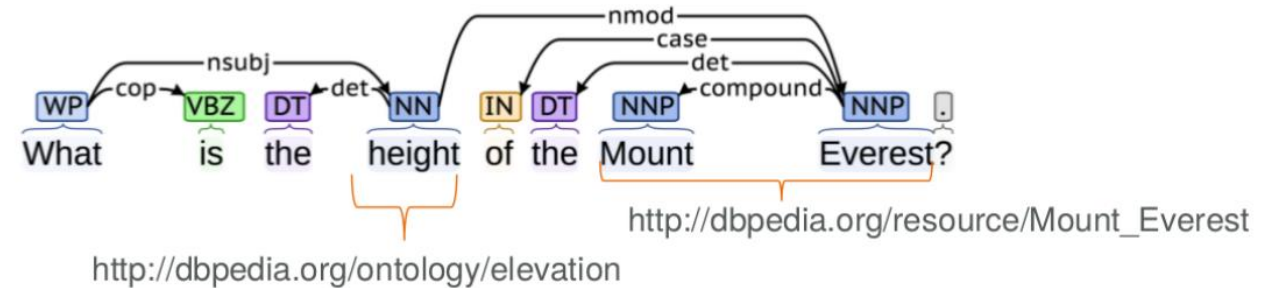 nmod
case
nsubj det
cop det compound
WP VBZ DT NN IN DT NNP NNP .
What is the height of the Mount Everest?
http://dbpedia.org/resource/Mount_Everest
http://dbpedia.org/ontology/elevation